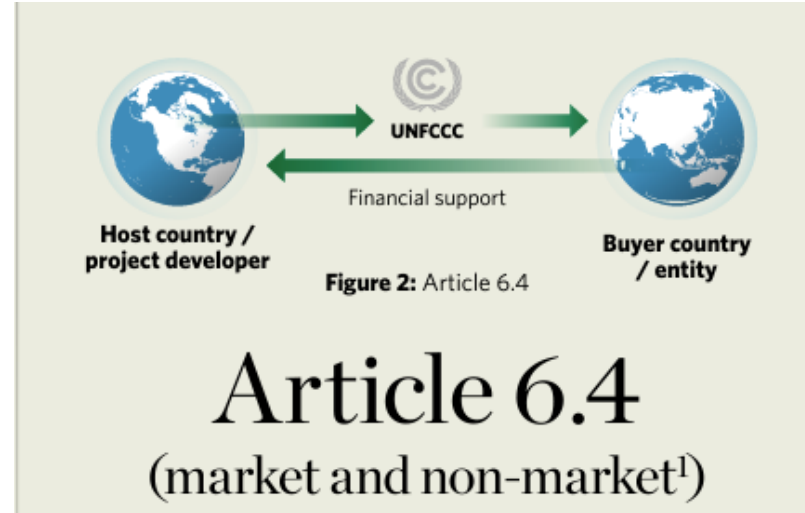 UNFCCC
Financial support
Host country /
project developer
Buyer country
/ entity
Figure 2: Article 6.4
Article 6.4
(market and non-market¹)